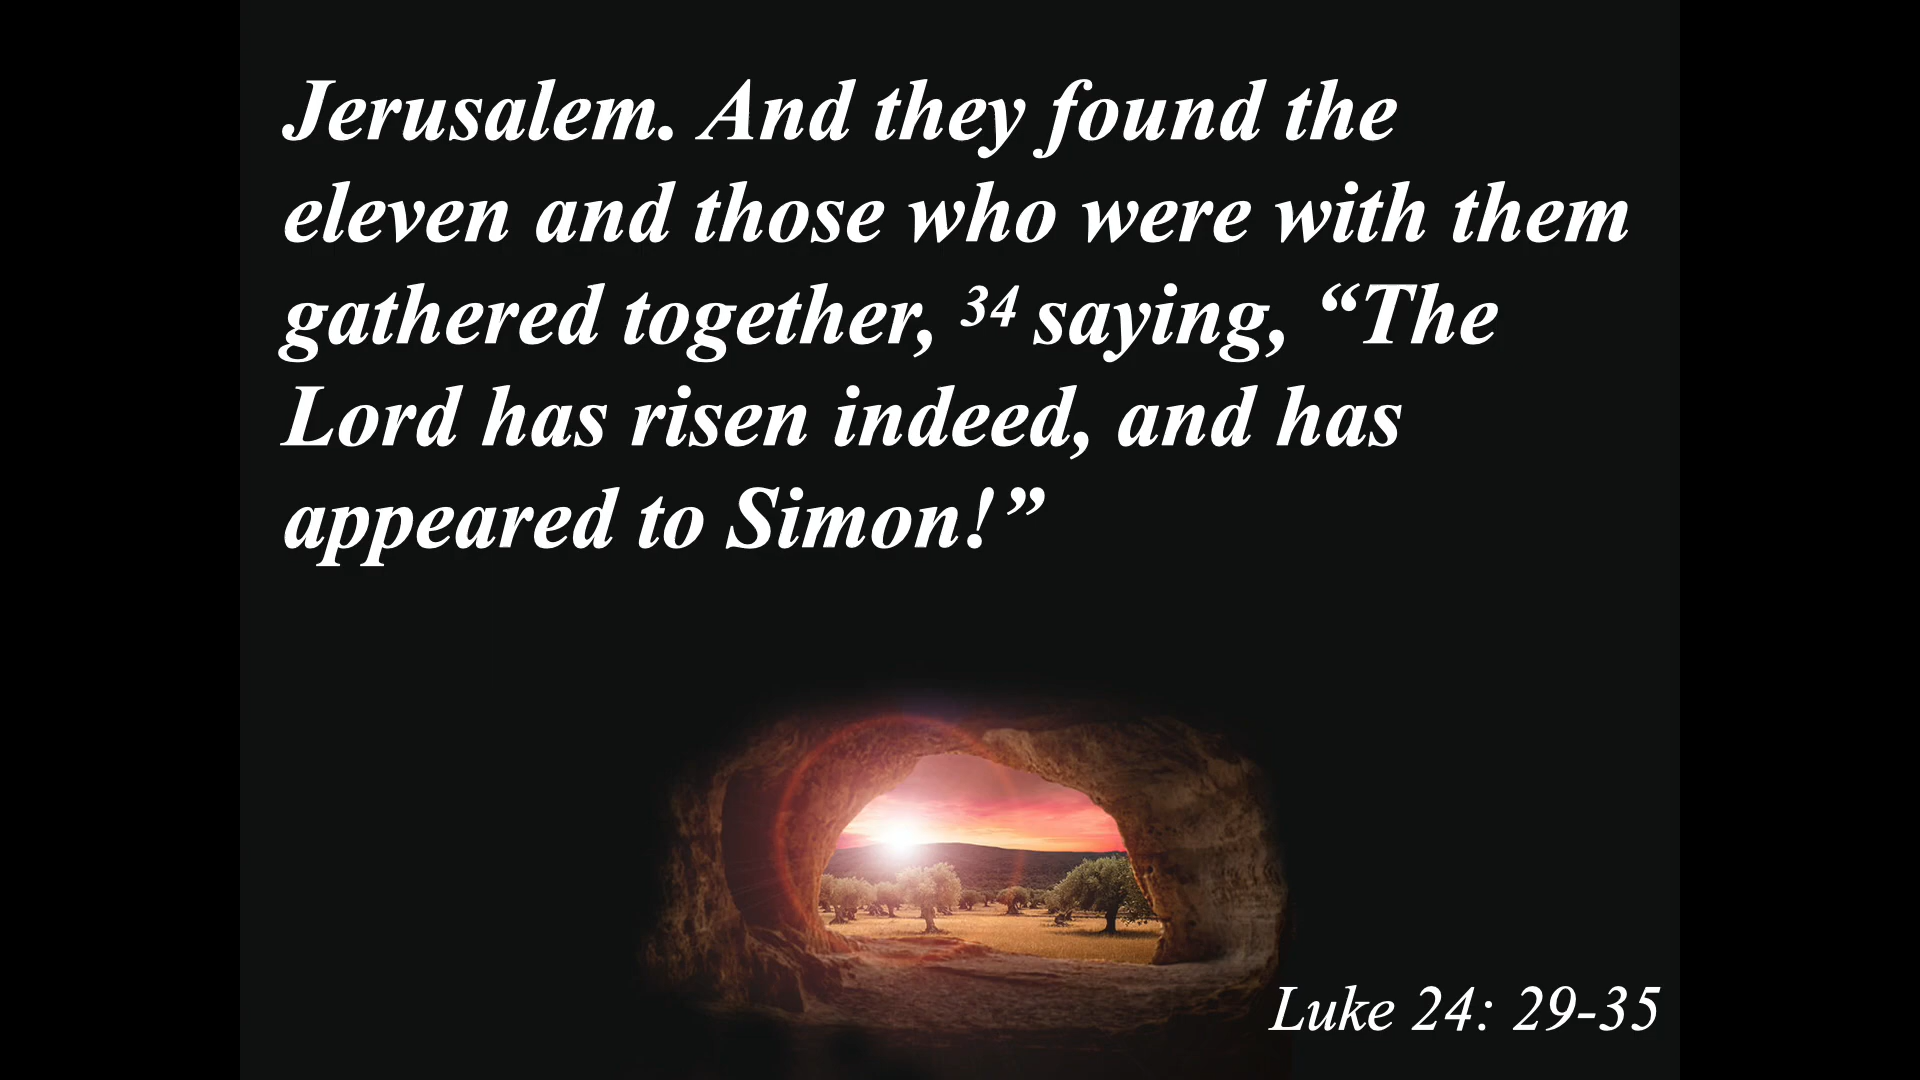 Jerusalem. And they found the
eleven and those who were with them
gathered together, 34 saying, “The
Lord has risen indeed, and has
appeared to Simon!”
Luke 24: 29-35